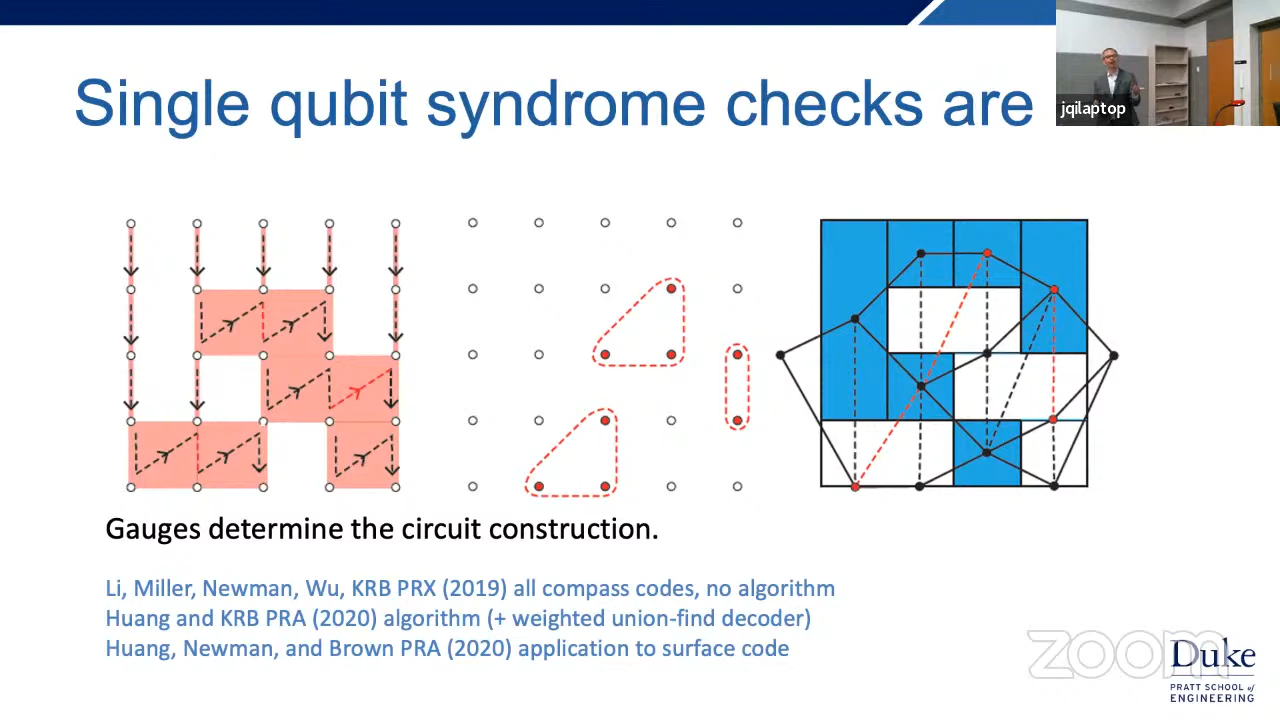 Single qubit syndrome checks are
jqilaptop
Gauges determine the circuit construction.
Li, Miller, Newman, Wu, KRB PRX (2019) all compass codes, no algorithm
Huang and KRB PRA (2020) algorithm (+ weighted union-find decoder)
Huang, Newman, and Brown PRA (2020) application to surface code
zoom
Duke
PRATT SCHOOL of
ENGINEERING